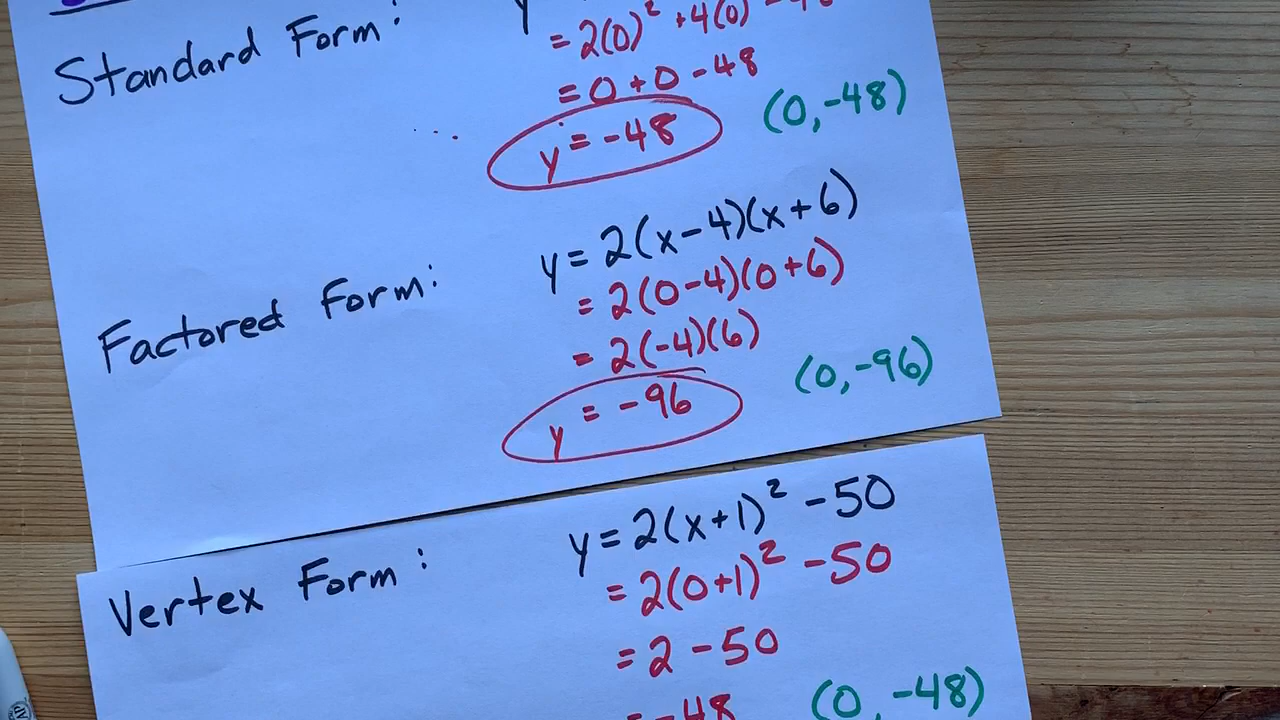 Standard Form:
y
= 2(0)² + 4(0) - 48
= 0 + 0 - 48
y = -48
(0, -48)
Factored Form:
y = 2(x-4)(x+6)
= 2(0-4)(0+6)
= 2(-4)(6)
y = -96
(0, -96)
Vertex Form:
y = 2(x+1)² - 50
= 2(0+1)² - 50
= 2 - 50
= -48
(0, -48)